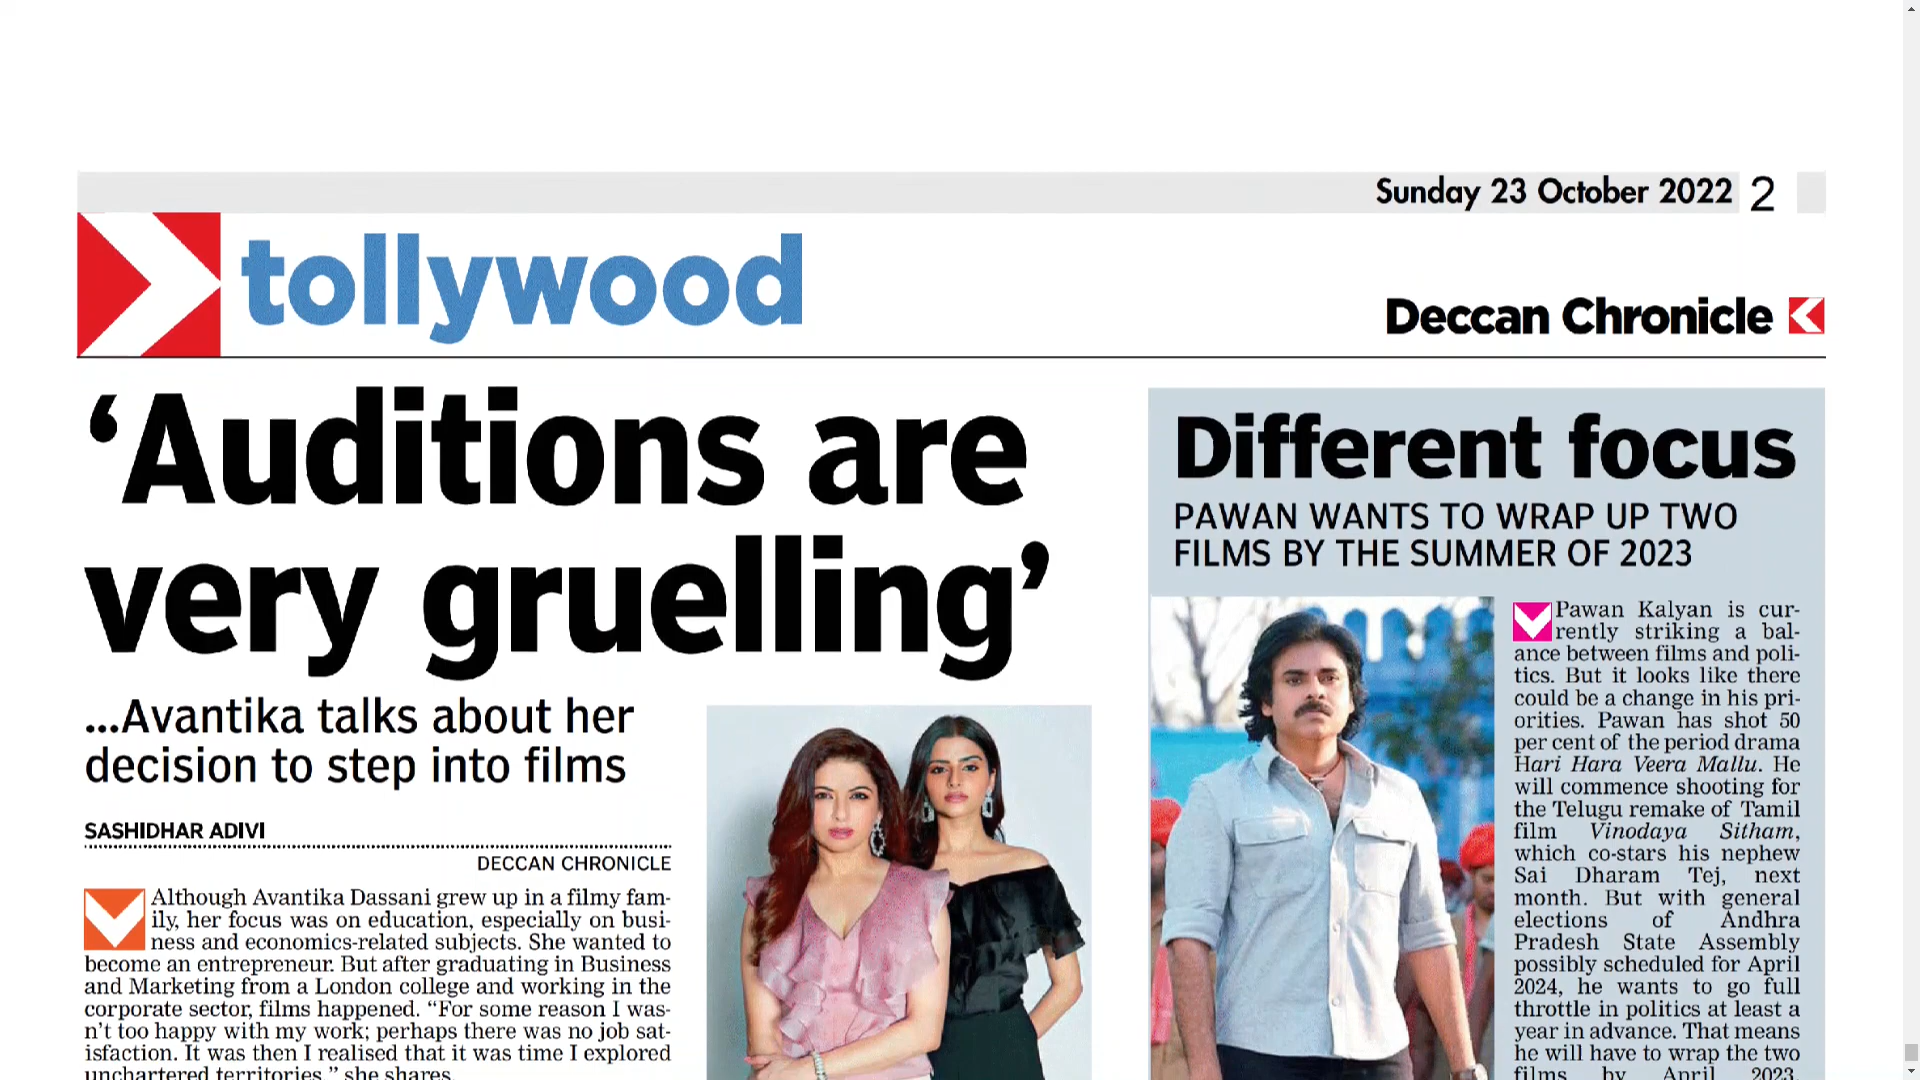 Sunday 23 October 2022 2
tollywood
Deccan Chronicle
‘Auditions are
very gruelling’
...Avantika talks about her
decision to step into films
SASHIDHAR ADIVI
DECCAN CHRONICLE
Although Avantika Dassani grew up in a filmy fam-
ily, her focus was on education, especially on busi-
ness and economics-related subjects. She wanted to
become an entrepreneur. But after graduating in Business
and Marketing from a London college and working in the
corporate sector, films happened. “For some reason I was-
n’t too happy with my work; perhaps there was no job sat-
isfaction. It was then I realised that it was time I explored
unchartered territories,” she shares.
Different focus
PAWAN WANTS TO WRAP UP TWO
FILMS BY THE SUMMER OF 2023
Pawan Kalyan is cur-
rently striking a bal-
ance between films and poli-
tics. But it looks like there
could be a change in his pri-
orities. Pawan has shot 50
per cent of the period drama
Hari Hara Veera Mallu. He
will commence shooting for
the Telugu remake of Tamil
film Vinodaya Sitham,
which co-stars his nephew
Sai Dharam Tej, next
month. But with general
elections of Andhra
Pradesh State Assembly
possibly scheduled for April
2024, he wants to go full
throttle in politics at least a
year in advance. That means
he will have to wrap the two
films by April 2023.